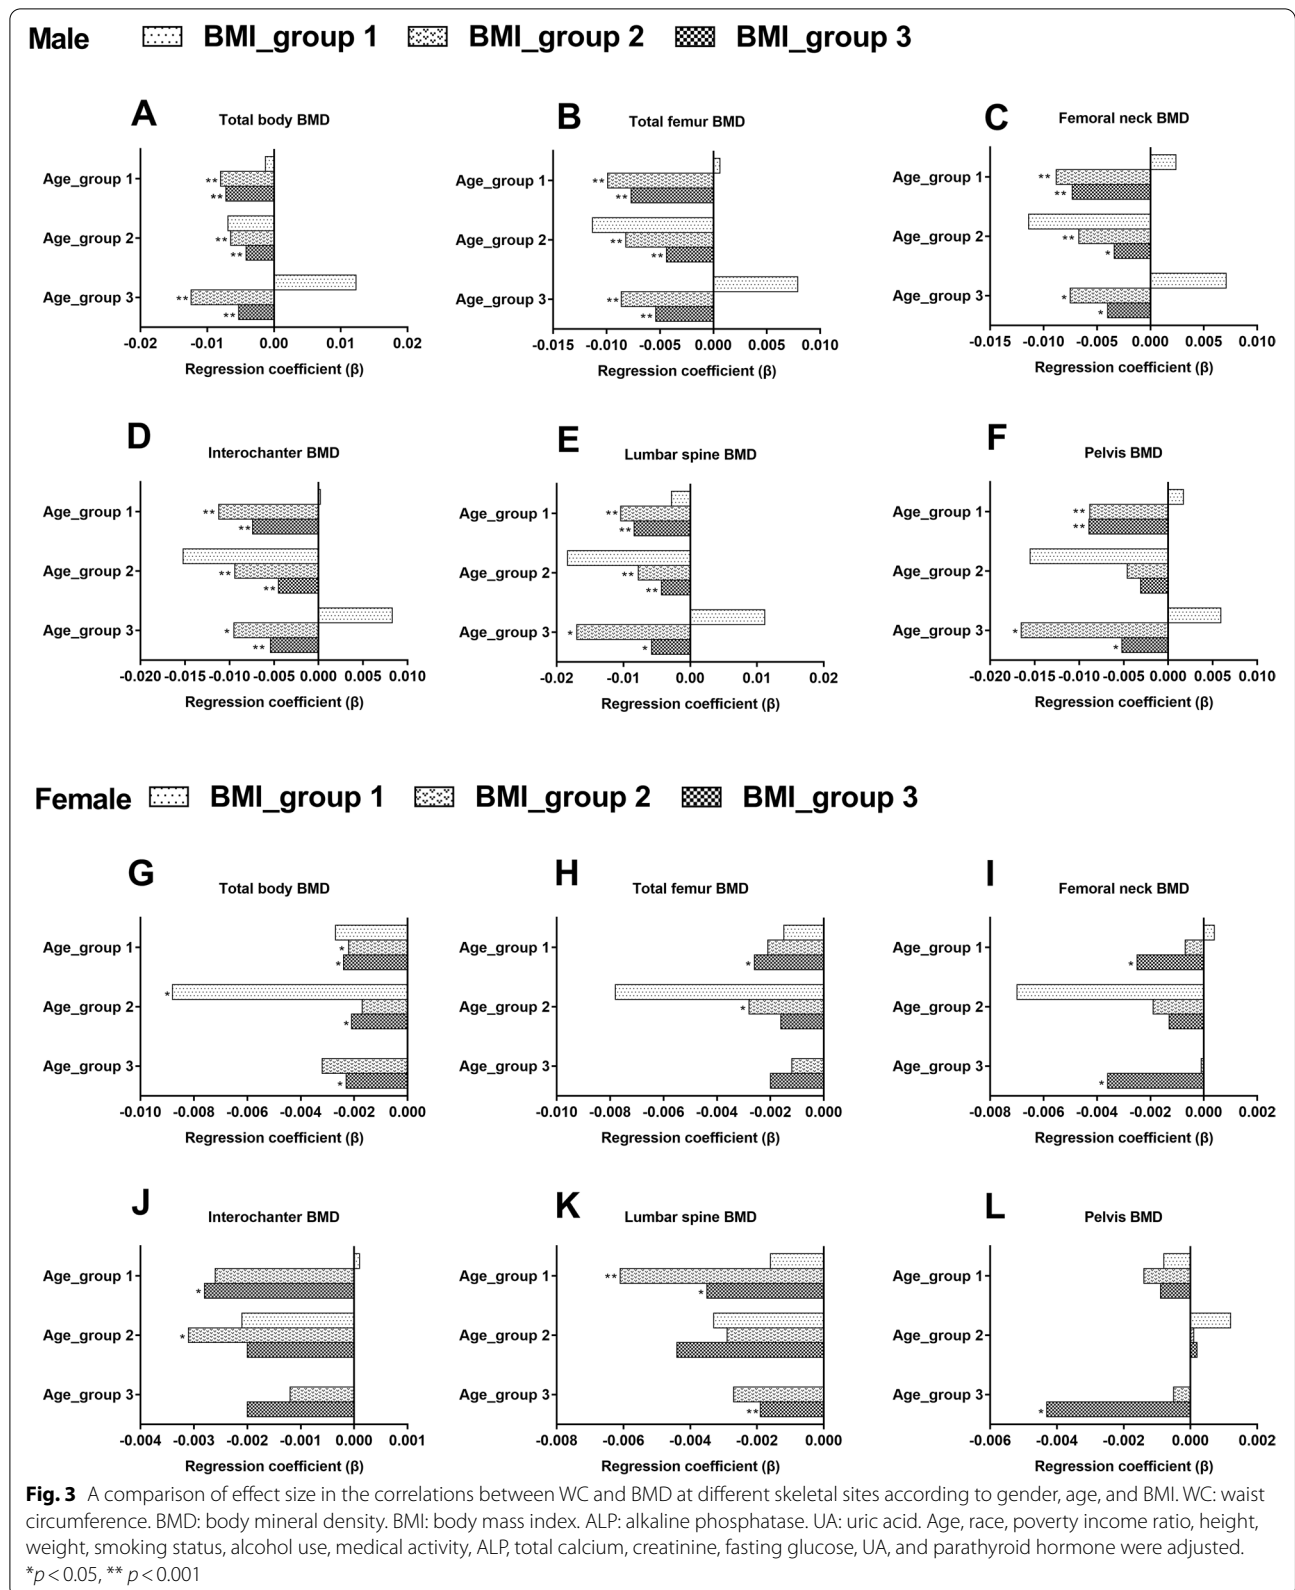 Male BMI_group 1 BMI_group 2 BMI_group 3
A Total body BMD
Age_group 1 **
**
Age_group 2 **
**
Age_group 3 **
**
-0.02 -0.01 0.00 0.01 0.02
Regression coefficient (β)
B Total femur BMD
Age_group 1 **
**
Age_group 2 **
**
Age_group 3 **
**
-0.015 -0.010 -0.005 0.000 0.005 0.010
Regression coefficient (β)
C Femoral neck BMD
Age_group 1 **
**
Age_group 2 **
*
Age_group 3 *
*
-0.015 -0.010 -0.005 0.000 0.005 0.010
Regression coefficient (β)
D Interochanter BMD
Age_group 1 **
**
Age_group 2 **
**
Age_group 3 *
**
-0.020 -0.015 -0.010 -0.005 0.000 0.005 0.010
Regression coefficient (β)
E Lumbar spine BMD
Age_group 1 **
**
Age_group 2 **
**
Age_group 3 *
*
-0.02 -0.01 0.00 0.01 0.02
Regression coefficient (β)
F Pelvis BMD
Age_group 1 **
**
Age_group 2
Age_group 3 *
*
-0.020 -0.015 -0.010 -0.005 0.000 0.005 0.010
Regression coefficient (β)
Female BMI_group 1 BMI_group 2 BMI_group 3
G Total body BMD
Age_group 1 *
*
*
Age_group 2
*
Age_group 3
*
-0.010 -0.008 -0.006 -0.004 -0.002 0.000
Regression coefficient (β)
H Total femur BMD
Age_group 1
*
Age_group 2 *
Age_group 3
-0.010 -0.008 -0.006 -0.004 -0.002 0.000
Regression coefficient (β)
I Femoral neck BMD
Age_group 1
*
Age_group 2
Age_group 3
*
-0.008 -0.006 -0.004 -0.002 0.000 0.002
Regression coefficient (β)
J Interochanter BMD
Age_group 1
*
Age_group 2 *
Age_group 3
-0.004 -0.003 -0.002 -0.001 0.000 0.001
Regression coefficient (β)
K Lumbar spine BMD
Age_group 1 **
*
Age_group 2
Age_group 3
**
-0.008 -0.006 -0.004 -0.002 0.000
Regression coefficient (β)
L Pelvis BMD
Age_group 1
Age_group 2
Age_group 3
*
-0.006 -0.004 -0.002 0.000 0.002
Regression coefficient (β)
Fig. 3 A comparison of effect size in the correlations between WC and BMD at different skeletal sites according to gender, age, and BMI. WC: waist
circumference. BMD: body mineral density. BMI: body mass index. ALP: alkaline phosphatase. UA: uric acid. Age, race, poverty income ratio, height,
weight, smoking status, alcohol use, medical activity, ALP, total calcium, creatinine, fasting glucose, UA, and parathyroid hormone were adjusted.
*p < 0.05, ** p < 0.001